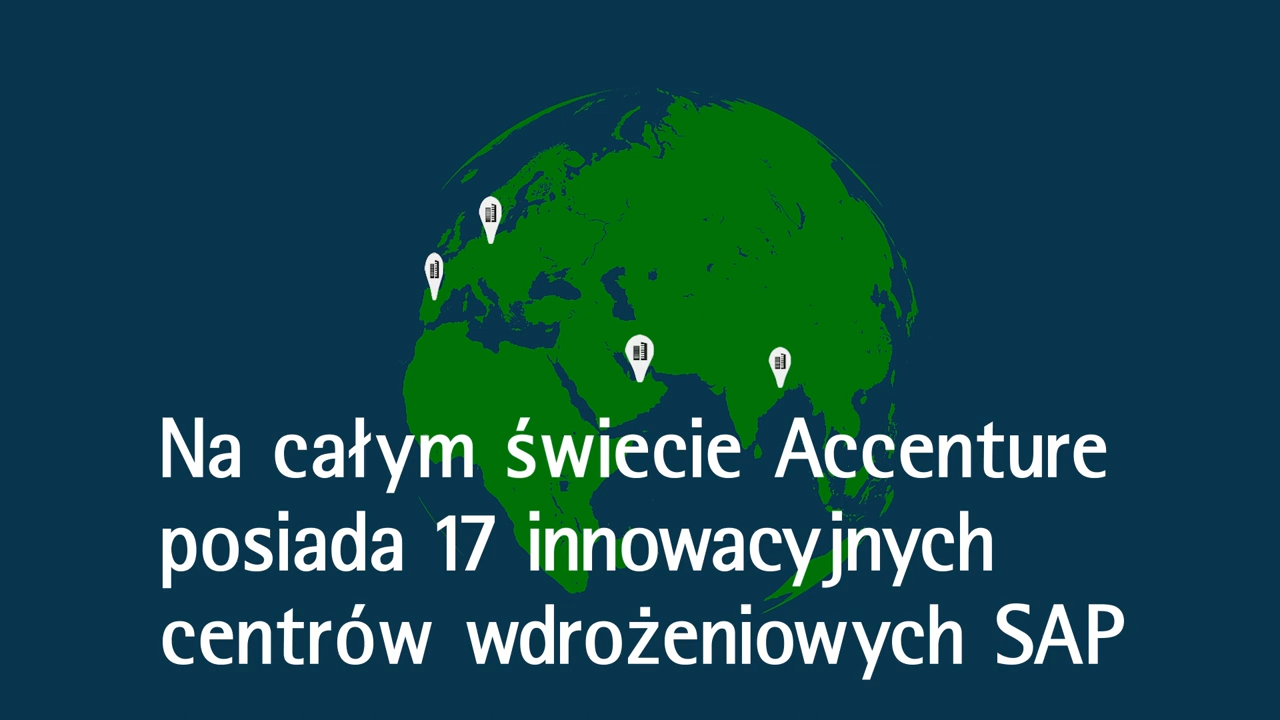 Na całym świecie Accenture
posiada 17 innowacyjnych
centrów wdrożeniowych SAP